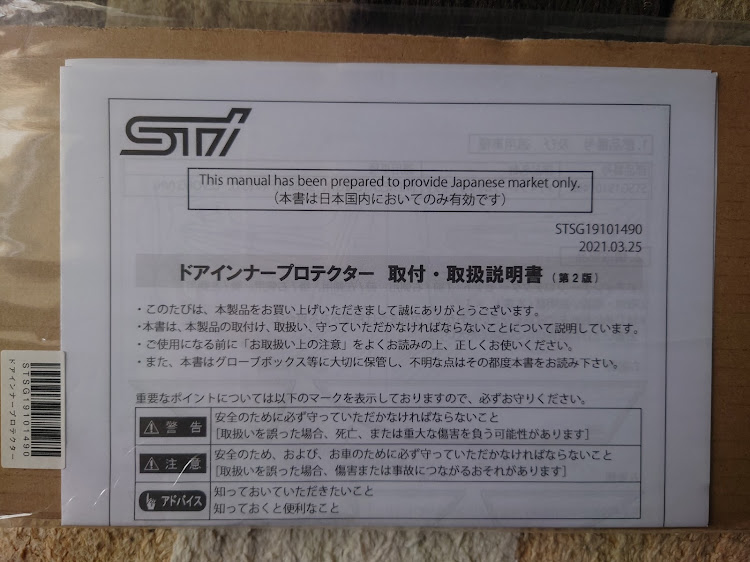 STI
This manual has been prepared to provide Japanese market only.
（本書は日本国内においてのみ有効です）
STSG19101490
2021.03.25
ドアインナープロテクター 取付・取扱説明書（第２版）
・このたびは、本製品をお買い上げいただきまして誠にありがとうございます。
・本書は、本製品の取付け、取扱い、守っていただかなければならないことについて説明しています。
・ご使用になる前に「お取扱い上の注意」をよくお読みの上、正しくお使いください。
・また、本書はグローブボックス等に大切に保管し、不明な点はその都度本書をお読み下さい。
重要なポイントについては以下のマークを表示しておりますので、必ずお守りください。
警 告
安全のために必ず守っていただかなければならないこと
[取扱いを誤った場合、死亡、または重大な傷害を負う可能性があります]
注 意
安全のため、および、お車のために必ず守っていただかなければならないこと
[取扱いを誤った場合、傷害または事故につながるおそれがあります]
アドバイス
知っておいていただきたいこと
知っておくと便利なこと
STSG19101490
ドアインナープロテクター